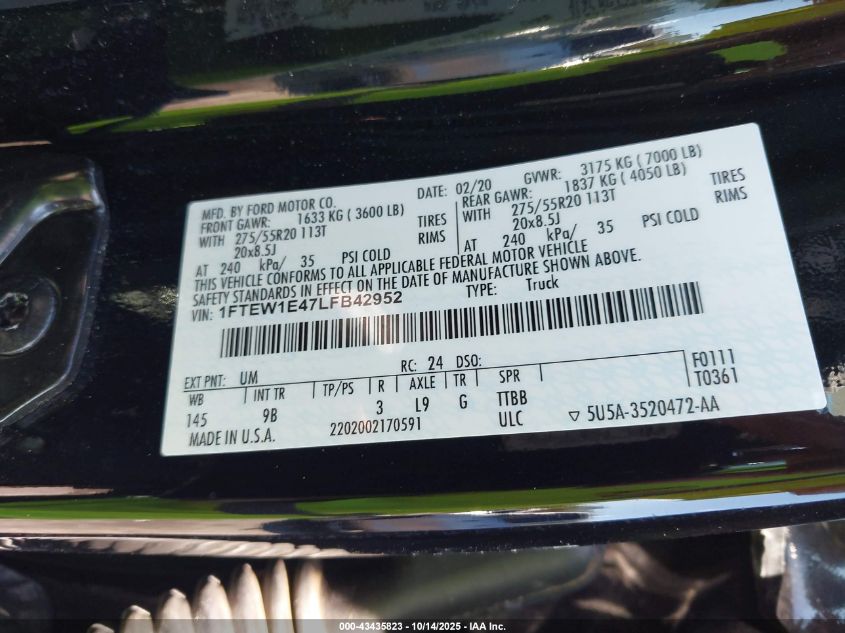 MFD. BY FORD MOTOR CO. DATE: 02/20 GVWR: 3175 KG ( 7000 LB)
FRONT GAWR: 1633 KG ( 3600 LB) REAR GAWR: 1837 KG ( 4050 LB)
WITH 275/55R20 113T TIRES WITH 275/55R20 113T TIRES
20x8.5J RIMS 20x8.5J RIMS
AT 240 kPa/ 35 PSI COLD AT 240 kPa/ 35 PSI COLD
THIS VEHICLE CONFORMS TO ALL APPLICABLE FEDERAL MOTOR VEHICLE
SAFETY STANDARDS IN EFFECT ON THE DATE OF MANUFACTURE SHOWN ABOVE.
VIN: 1FTEW1E47LFB42952 TYPE: Truck
EXT PNT: UM RC: 24 DSO:
WB INT TR TP/PS R AXLE TR SPR F0111
145 9B 3 L9 G TTBB T0361
MADE IN U.S.A. 2202002170591 ULC ▽ 5U5A-3520472-AA
000-43435823 | 10/14/2025 | IAA Inc.